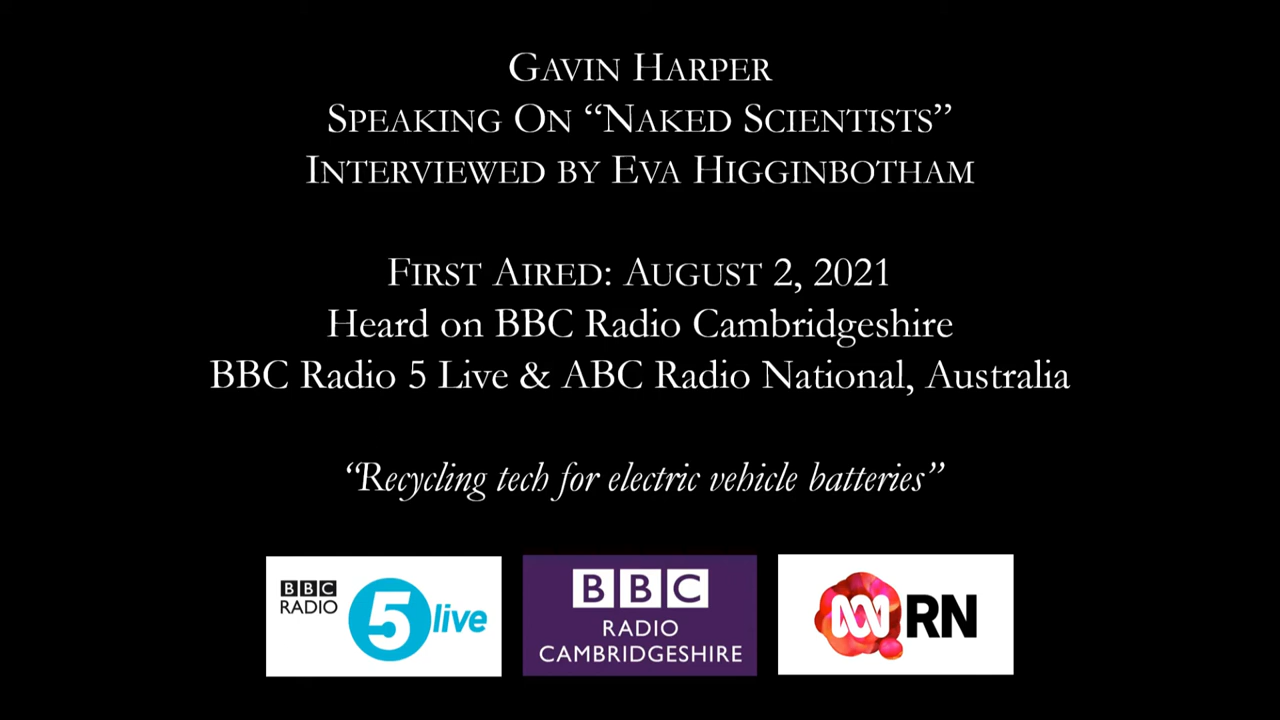 GAVIN HARPER
SPEAKING ON “NAKED SCIENTISTS”
INTERVIEWED BY EVA HIGGINBOTHAM
FIRST AIRED: AUGUST 2, 2021
Heard on BBC Radio Cambridgeshire
BBC Radio 5 Live & ABC Radio National, Australia
“Recycling tech for electric vehicle batteries”
BBC
RADIO
5 live
BBC
RADIO
CAMBRIDGESHIRE
RN